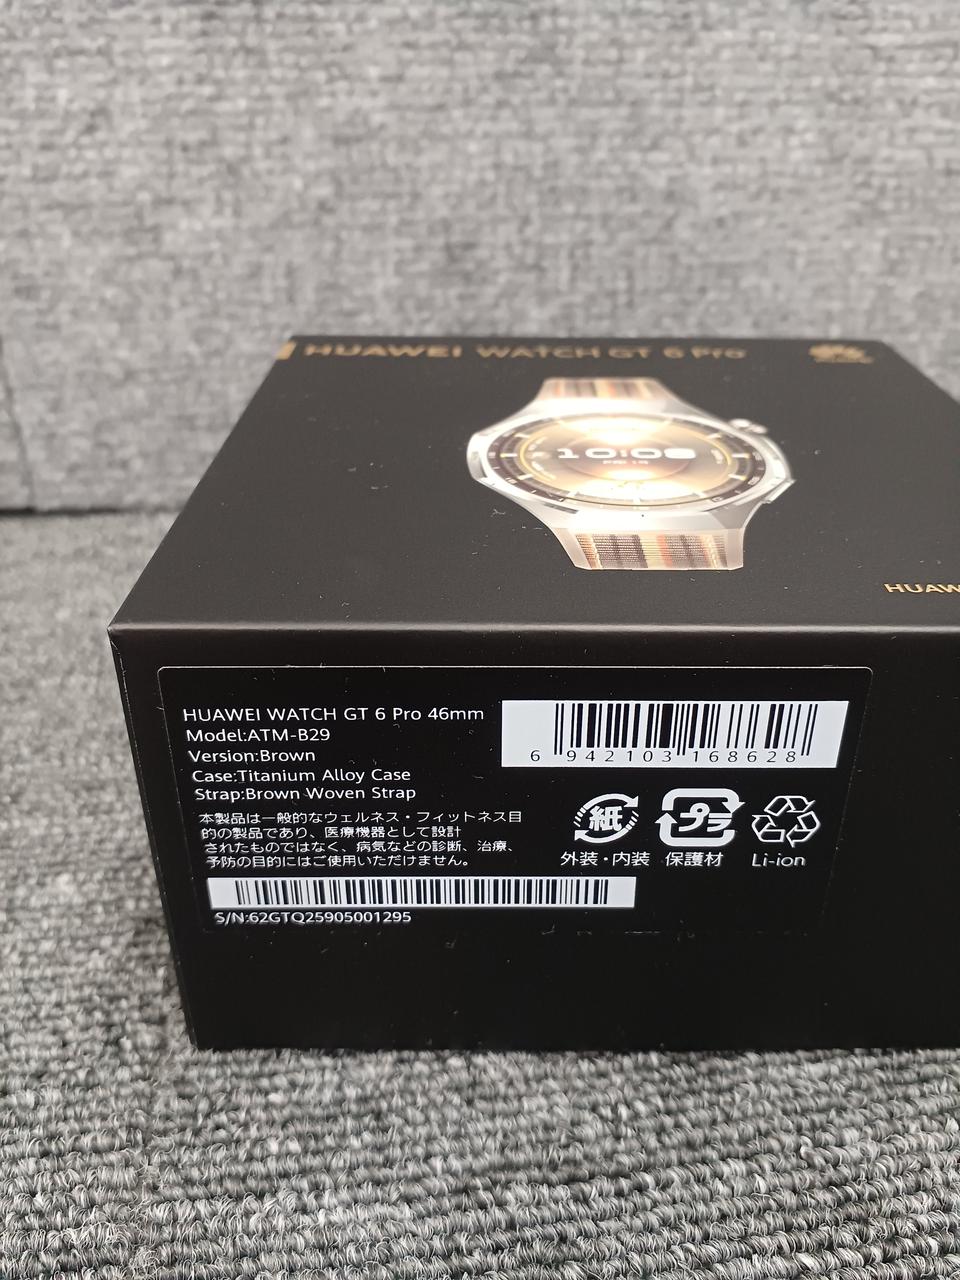 HUAWEI WATCH GT 6 Pro
10:08
FRI 19
HUAW
HUAWEI WATCH GT 6 Pro 46mm
Model:ATM-B29
Version:Brown
Case:Titanium Alloy Case
Strap:Brown Woven Strap
本製品は一般的なウェルネス・フィットネス目
的の製品であり、医療機器として設計
されたものではなく、病気などの診断、治療、
予防の目的にはご使用いただけません。
S/N:62GTQ25905001295
6 942103 168628
紙
プラ
外装・内装
保護材
Li-ion